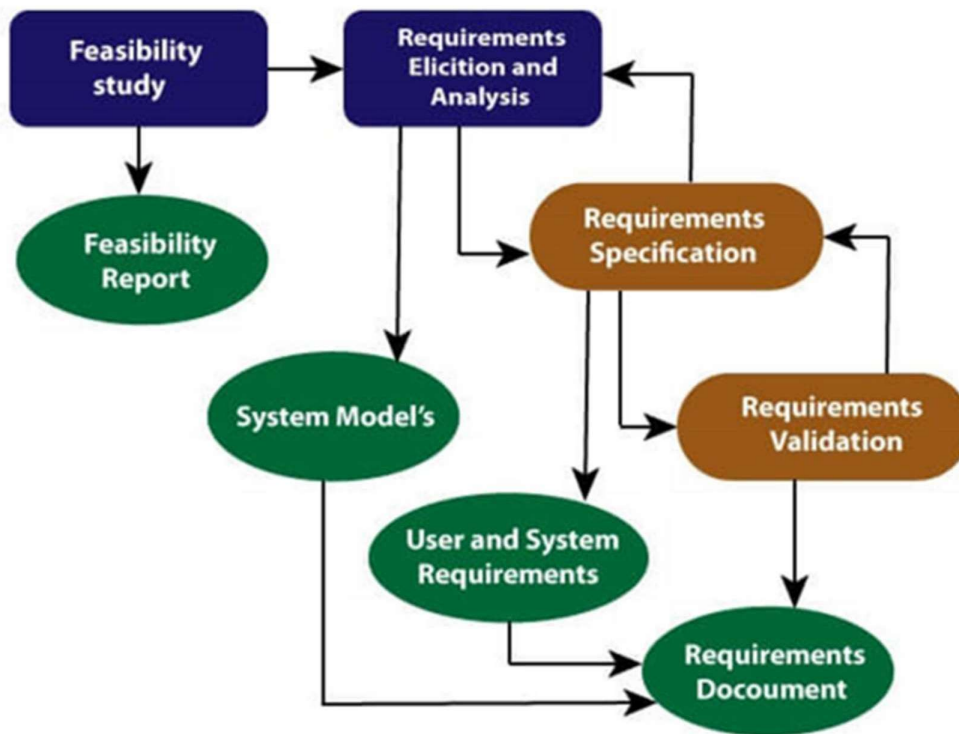 Feasibility
study
Requirements
Elicition and
Analysis
Feasibility
Report
Requirements
Specification
System Model's
Requirements
Validation
User and System
Requirements
Requirements
Docoument